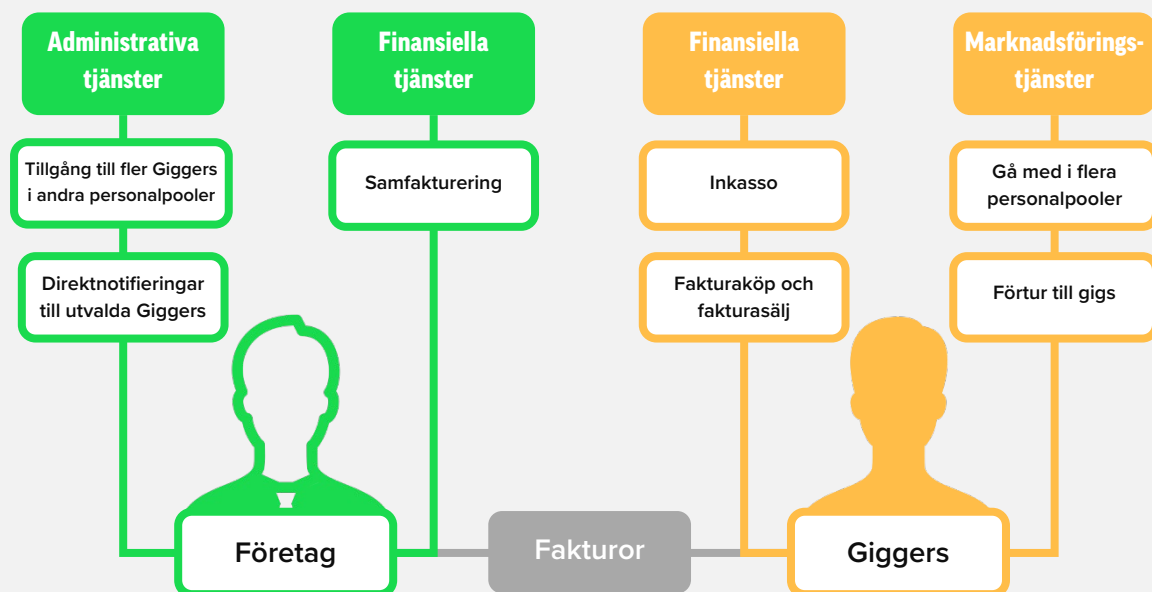 Administrativa
tjänster
Finansiella
tjänster
Finansiella
tjänster
Marknadsförings-
tjänster
Tillgång till fler Giggers
i andra personalpooler
Samfakturering
Inkasso
Gå med i flera
personalpooler
Direktnotifieringar
till utvalda Giggers
Fakturaköp och
fakturasälj
Förtur till gigs
Företag
Fakturor
Giggers